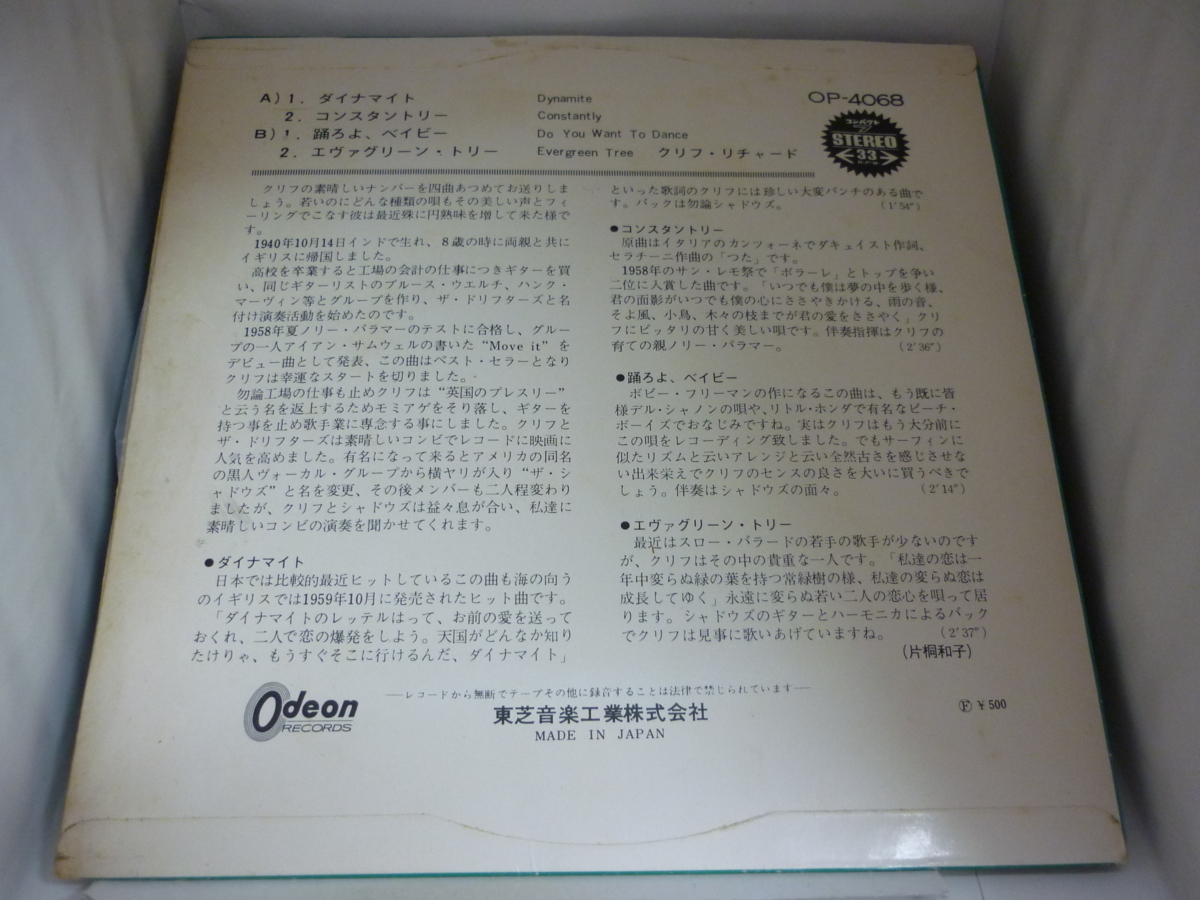 A) 1. ダイナマイト Dynamite
2. コンスタントリー Constantly
B) 1. 踊ろよ、ベイビー Do You Want To Dance
2. エヴァグリーン・トリー Evergreen Tree クリフ・リチャード
OP-4068
コンパクト
STEREO
33
クリフの素晴しいナンバーを四曲あつめてお送りしま
しょう。若いのにどんな種類の唄もその美しい声とフィ
ーリングでこなす彼は最近殊に円熟味を増して来た様で
す。
1940年10月14日インドで生れ、8歳の時に両親と共に
イギリスに帰国しました。
高校を卒業すると工場の会計の仕事につきギターを買
い、同じギターリストのブルース・ウエルチ、ハンク・
マーヴィン等とグループを作り、ザ・ドリフターズと名
付け演奏活動を始めたのです。
1958年夏ノリー・パラマーのテストに合格し、グルー
プの一人アイアン・サムウェルの書いた“Move it”を
デビュー曲として発表、この曲はベスト・セラーとなり
クリフは幸運なスタートを切りました。
勿論工場の仕事も止めクリフは“英国のプレスリー”
と云う名を返上するためモミアゲをそり落し、ギターを
持つ事を止め歌手業に専念する事にしました。クリフと
ザ・ドリフターズは素晴しいコンビでレコードに映画に
人気を高めました。有名になって来るとアメリカの同名
の黒人ヴォーカル・グループから横ヤリが入り“ザ・シ
ャドウズ”と名を変更、その後メンバーも二人程変わり
ましたが、クリフとシャドウズは益々息が合い、私達に
素晴しいコンビの演奏を聞かせてくれます。
●ダイナマイト
日本では比較的最近ヒットしているこの曲も海の向う
のイギリスでは1959年10月に発売されたヒット曲です。
「ダイナマイトのレッテルはって、お前の愛を送って
おくれ、二人で恋の爆発をしよう。天国がどんなか知り
たけりゃ、もうすぐそこに行けるんだ、ダイナマイト」
といった歌詞のクリフには珍しい大変パンチのある曲で
す。バックは勿論シャドウズ。 (1′54″)
●コンスタントリー
原曲はイタリアのカンツォーネでダキュイスト作詞、
セラチーニ作曲の「つた」です。
1958年のサン・レモ祭で「ボラーレ」とトップを争い
二位に入賞した曲です。「いつでも僕は夢の中を歩く様、
君の面影がいつでも僕の心にささやきかける、雨の音、
そよ風、小鳥、木々の枝までが君の愛をささやく」クリ
フにピッタリの甘く美しい唄です。伴奏指揮はクリフの
育ての親ノリー・パラマー。 (2′36″)
●踊ろよ、ベイビー
ボビー・フリーマンの作になるこの曲は、もう既に皆
様デル・シャノンの唄や、リトル・ホンダで有名なビーチ・
ボーイズでおなじみですね。実はクリフはもう大分前に
この唄をレコーディング致しました。でもサーフィンに
似たリズムと云いアレンジと云い全然古さを感じさせな
い出来栄えでクリフのセンスの良さを大いに買うべきで
しょう。伴奏はシャドウズの面々。 (2′14″)
●エヴァグリーン・トリー
最近はスロー・バラードの若手の歌手が少ないのです
が、クリフはその中の貴重な一人です。「私達の恋は一
年中変らぬ緑の葉を持つ常緑樹の様、私達の変らぬ恋は
成長してゆく」永遠に変らぬ若い二人の恋心を唄って居
ります。シャドウズのギターとハーモニカによるバック
でクリフは見事に歌いあげていますね。 (2′37″)
(片桐和子)
Odeon
RECORDS
―レコードから無断でテープその他に録音することは法律で禁じられています―
東芝音楽工業株式会社
MADE IN JAPAN
Ⓕ ¥500